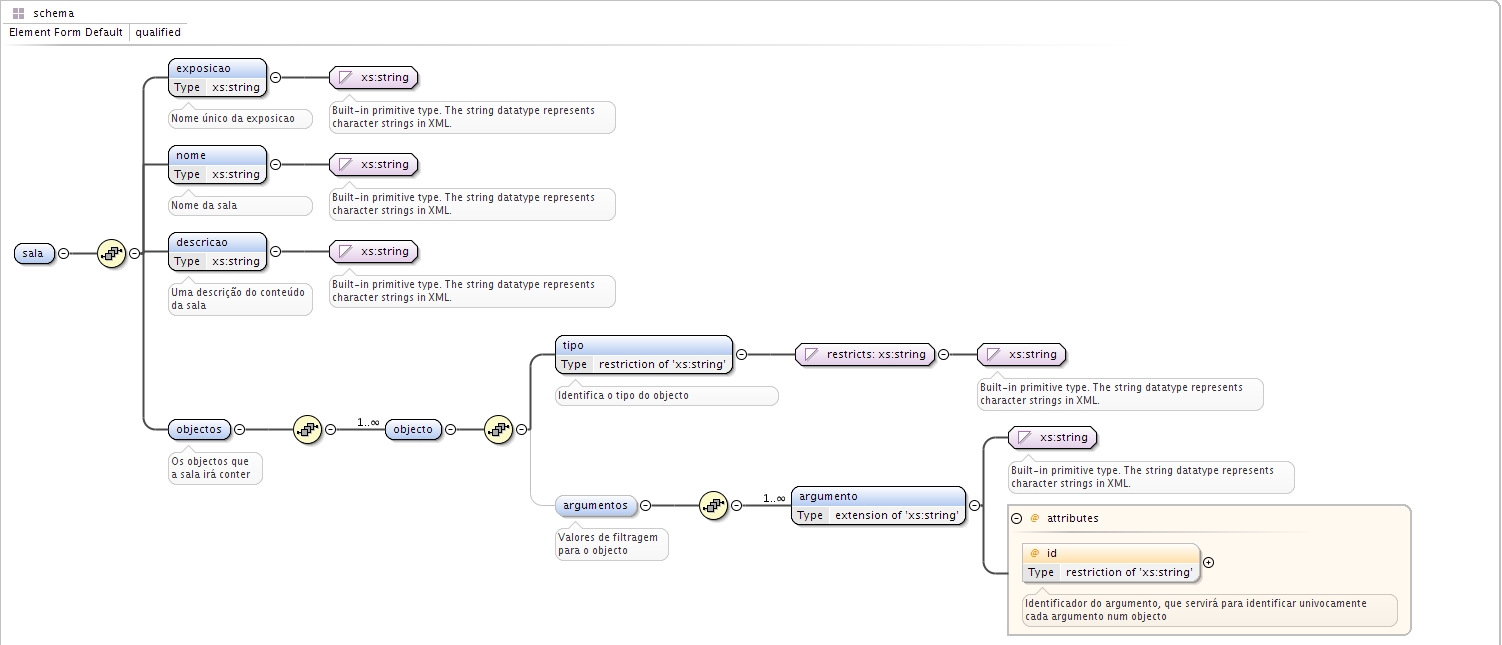 schema
Element Form Default qualified
exposicao
Type xs:string
xs:string
Nome único da exposicao
Built-in primitive type. The string datatype represents
character strings in XML.
nome
Type xs:string
xs:string
Nome da sala
Built-in primitive type. The string datatype represents
character strings in XML.
sala
descricao
Type xs:string
xs:string
Uma descrição do conteúdo
da sala
Built-in primitive type. The string datatype represents
character strings in XML.
tipo
Type restriction of 'xs:string'
restricts: xs:string
xs:string
Identifica o tipo do objecto
Built-in primitive type. The string datatype represents
character strings in XML.
objectos
1..∞
objecto
Os objectos que
a sala irá conter
argumentos
1..∞
argumento
Type extension of 'xs:string'
Valores de filtragem
para o objecto
xs:string
Built-in primitive type. The string datatype represents
character strings in XML.
@ attributes
@ id
Type restriction of 'xs:string'
Identificador do argumento, que servirá para identificar univocamente
cada argumento num objecto